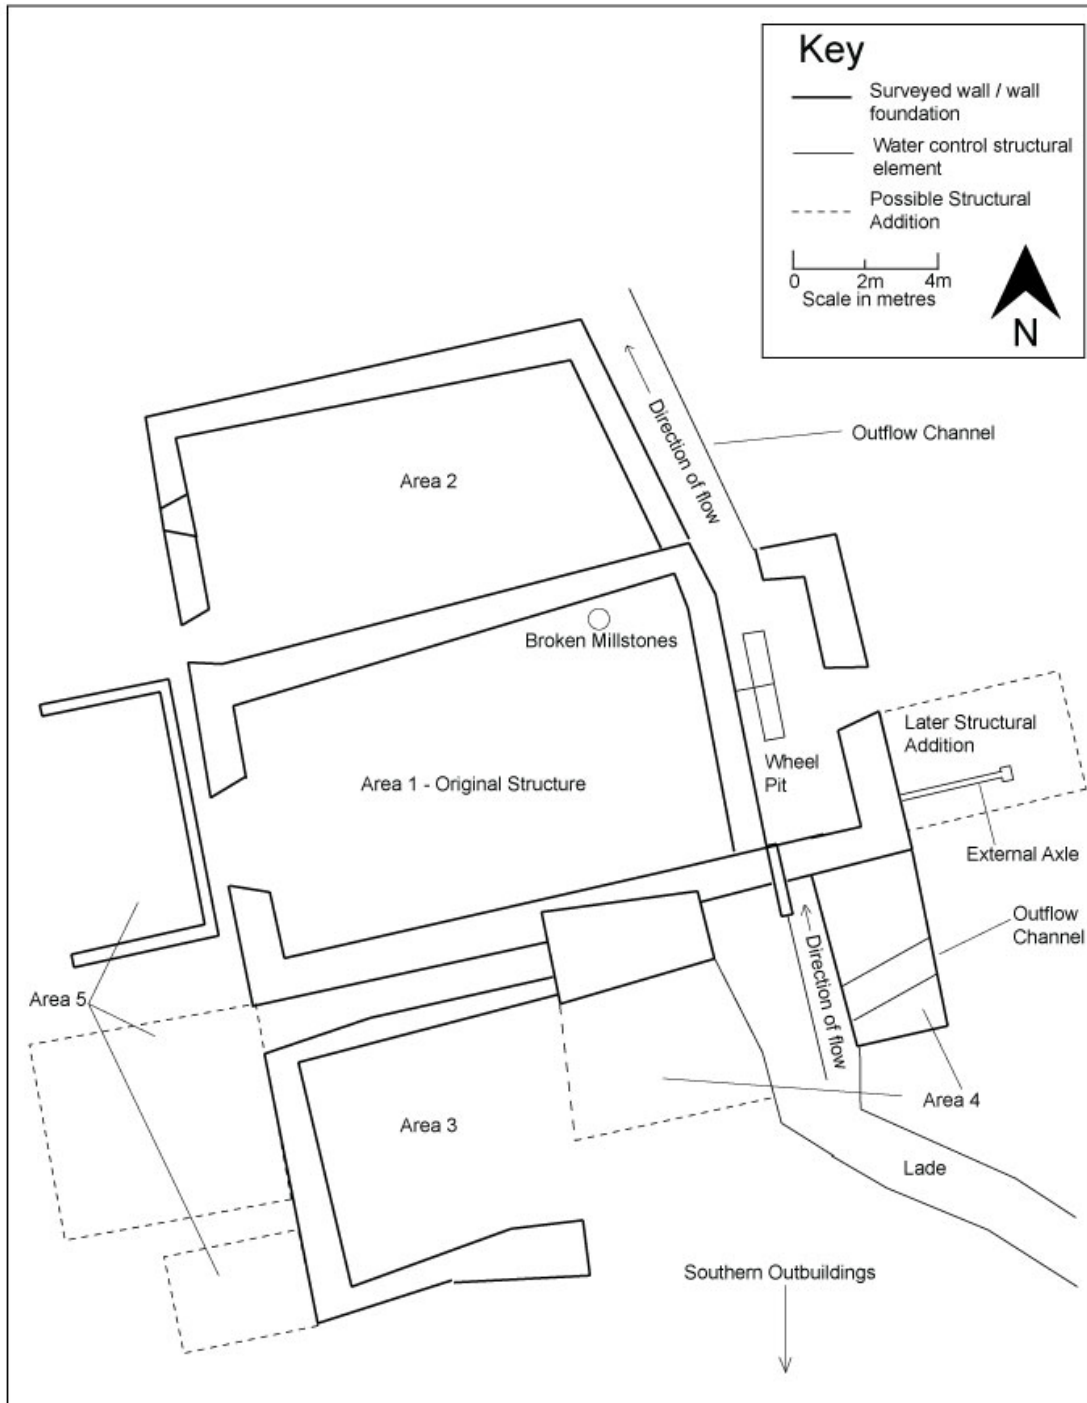 Key
Surveyed wall / wall
foundation
Water control structural
element
Possible Structural
Addition
0 2m 4m
Scale in metres
N
Direction of flow
Outflow Channel
Area 2
Broken Millstones
Later Structural
Addition
Wheel
Pit
Area 1 - Original Structure
External Axle
Outflow
Channel
Direction of flow
Area 5
Area 4
Area 3
Lade
Southern Outbuildings